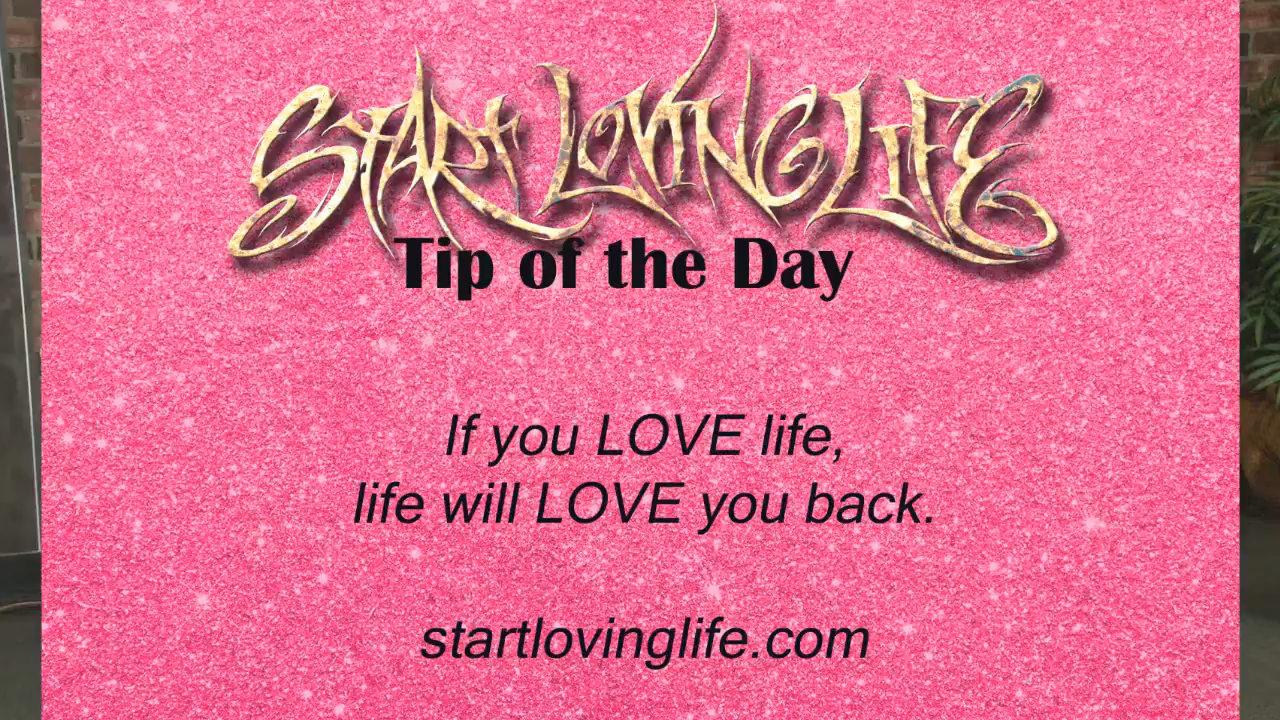 START LOVING LIFE
Tip of the Day
If you LOVE life,
life will LOVE you back.
startlovinglife.com